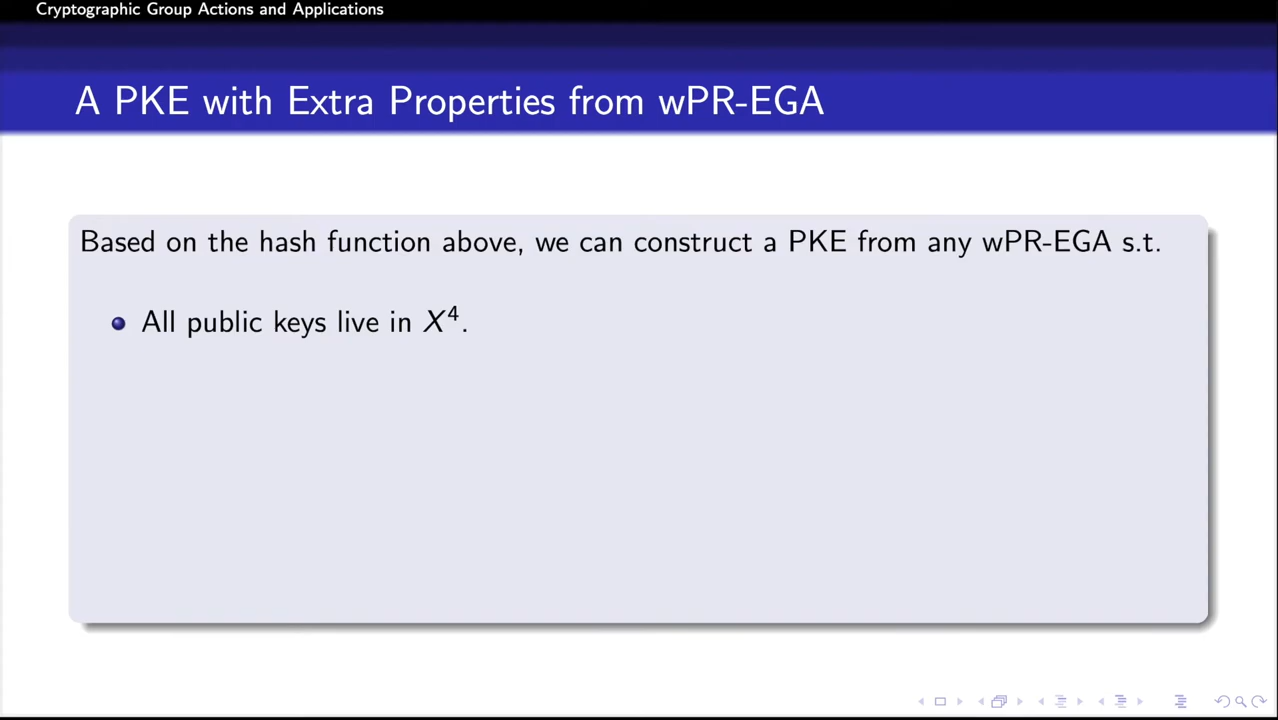 Cryptographic Group Actions and Applications
A PKE with Extra Properties from wPR-EGA
Based on the hash function above, we can construct a PKE from any wPR-EGA s.t.
All public keys live in X⁴.